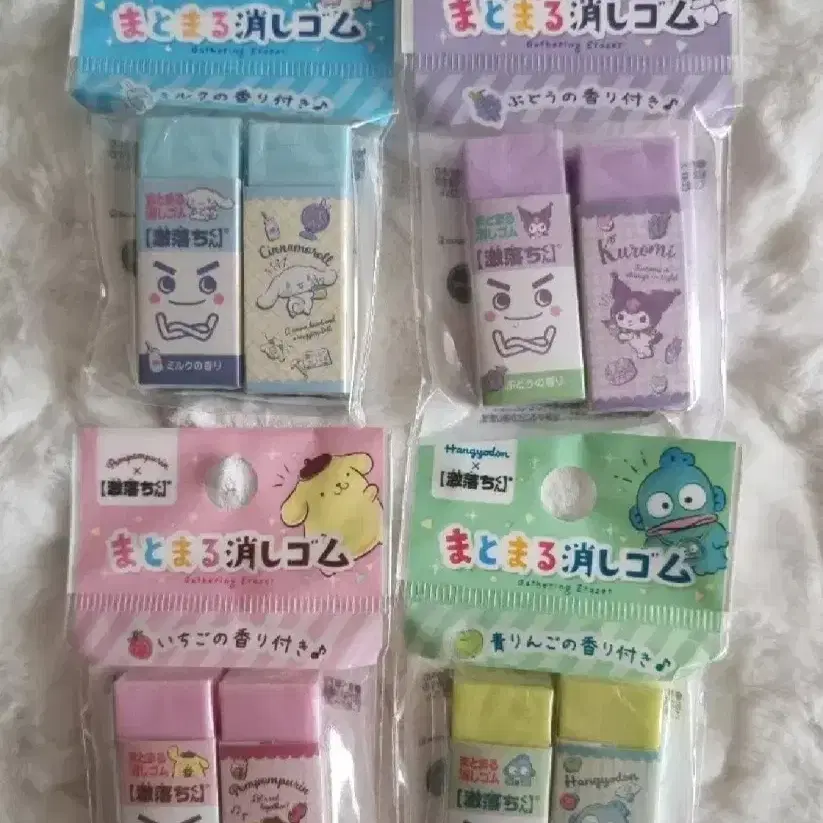 まとまる消しゴム
Gathering Eraser
ミルクの香り付き♪
まとまる
消しゴム
【激落ちくん】®
ミルクの香り
Cinnamoroll
まとまる消しゴム
Gathering Eraser
ぶどうの香り付き♪
まとまる
消しゴム
【激落ちくん】®
ぶどうの香り
Kuromi
Pompompurin
×
【激落ちくん】®
まとまる消しゴム
Gathering Eraser
いちごの香り付き♪
まとまる
消しゴム
【激落ちくん】®
Pompompurin
Hangyodon
×
【激落ちくん】®
まとまる消しゴム
Gathering Eraser
青りんごの香り付き♪
まとまる
消しゴム
【激落ちくん】®
Hangyodon